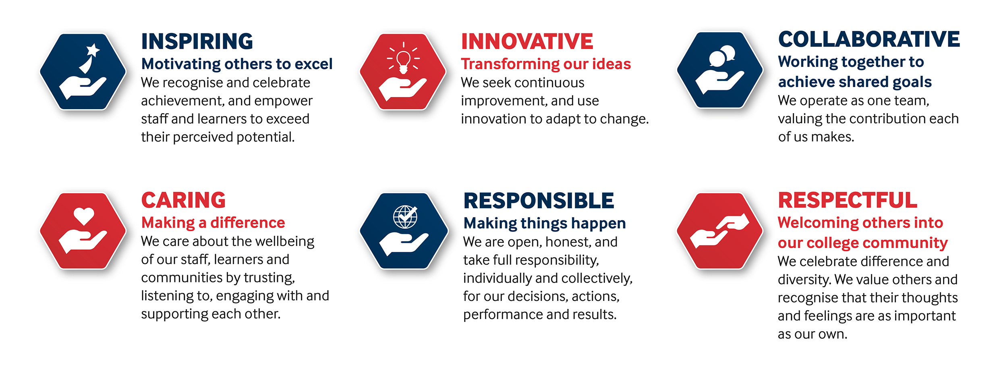 INSPIRING
Motivating others to excel
We recognise and celebrate
achievement, and empower
staff and learners to exceed
their perceived potential.
INNOVATIVE
Transforming our ideas
We seek continuous
improvement, and use
innovation to adapt to change.
COLLABORATIVE
Working together to
achieve shared goals
We operate as one team,
valuing the contribution each
of us makes.
CARING
Making a difference
We care about the wellbeing
of our staff, learners and
communities by trusting,
listening to, engaging with and
supporting each other.
RESPONSIBLE
Making things happen
We are open, honest, and
take full responsibility,
individually and collectively,
for our decisions, actions,
performance and results.
RESPECTFUL
Welcoming others into
our college community
We celebrate difference and
diversity. We value others and
recognise that their thoughts
and feelings are as important
as our own.